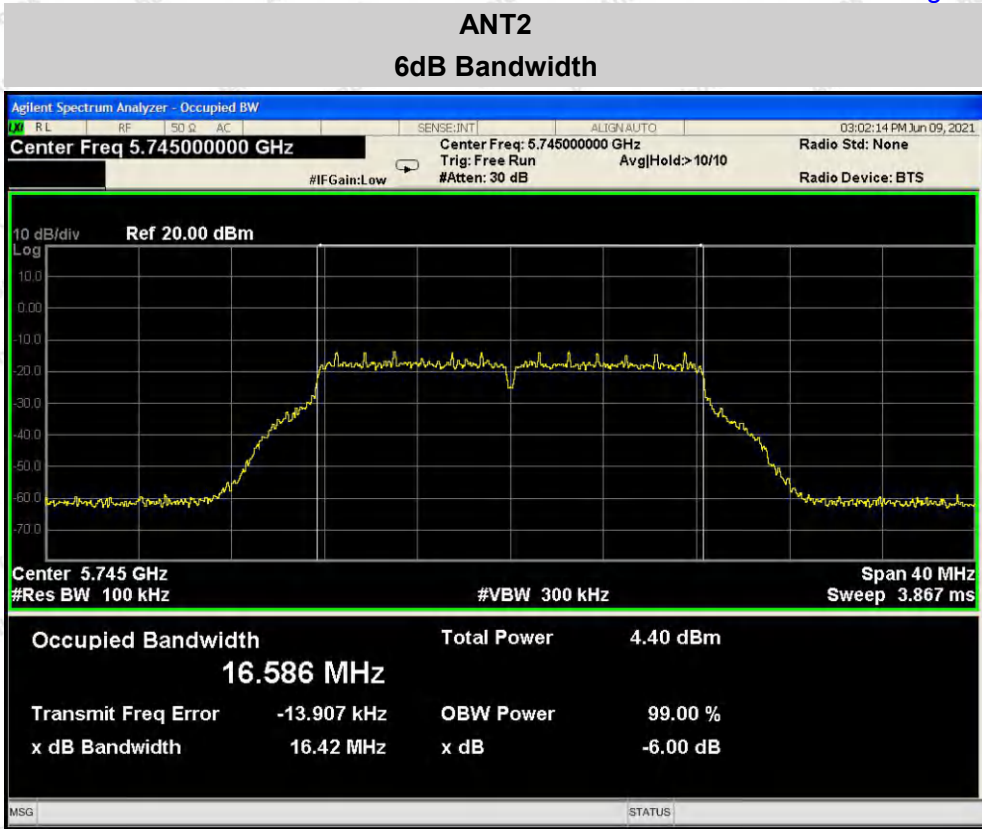 ANT2
6dB Bandwidth
Agilent Spectrum Analyzer - Occupied BW
LXI RL RF 50 Ω AC SENSE:INT ALIGNAUTO 03:02:14 PM Jun 09, 2021
Center Freq 5.745000000 GHz Center Freq: 5.745000000 GHz Radio Std: None
Trig: Free Run Avg|Hold:>10/10
#IFGain:Low #Atten: 30 dB Radio Device: BTS
10 dB/div Ref 20.00 dBm
Log
10.0
0.00
-10.0
-20.0
-30.0
-40.0
-50.0
-60.0
-70.0
Center 5.745 GHz Span 40 MHz
#Res BW 100 kHz #VBW 300 kHz Sweep 3.867 ms
Occupied Bandwidth Total Power 4.40 dBm
16.586 MHz
Transmit Freq Error -13.907 kHz OBW Power 99.00 %
x dB Bandwidth 16.42 MHz x dB -6.00 dB
MSG STATUS